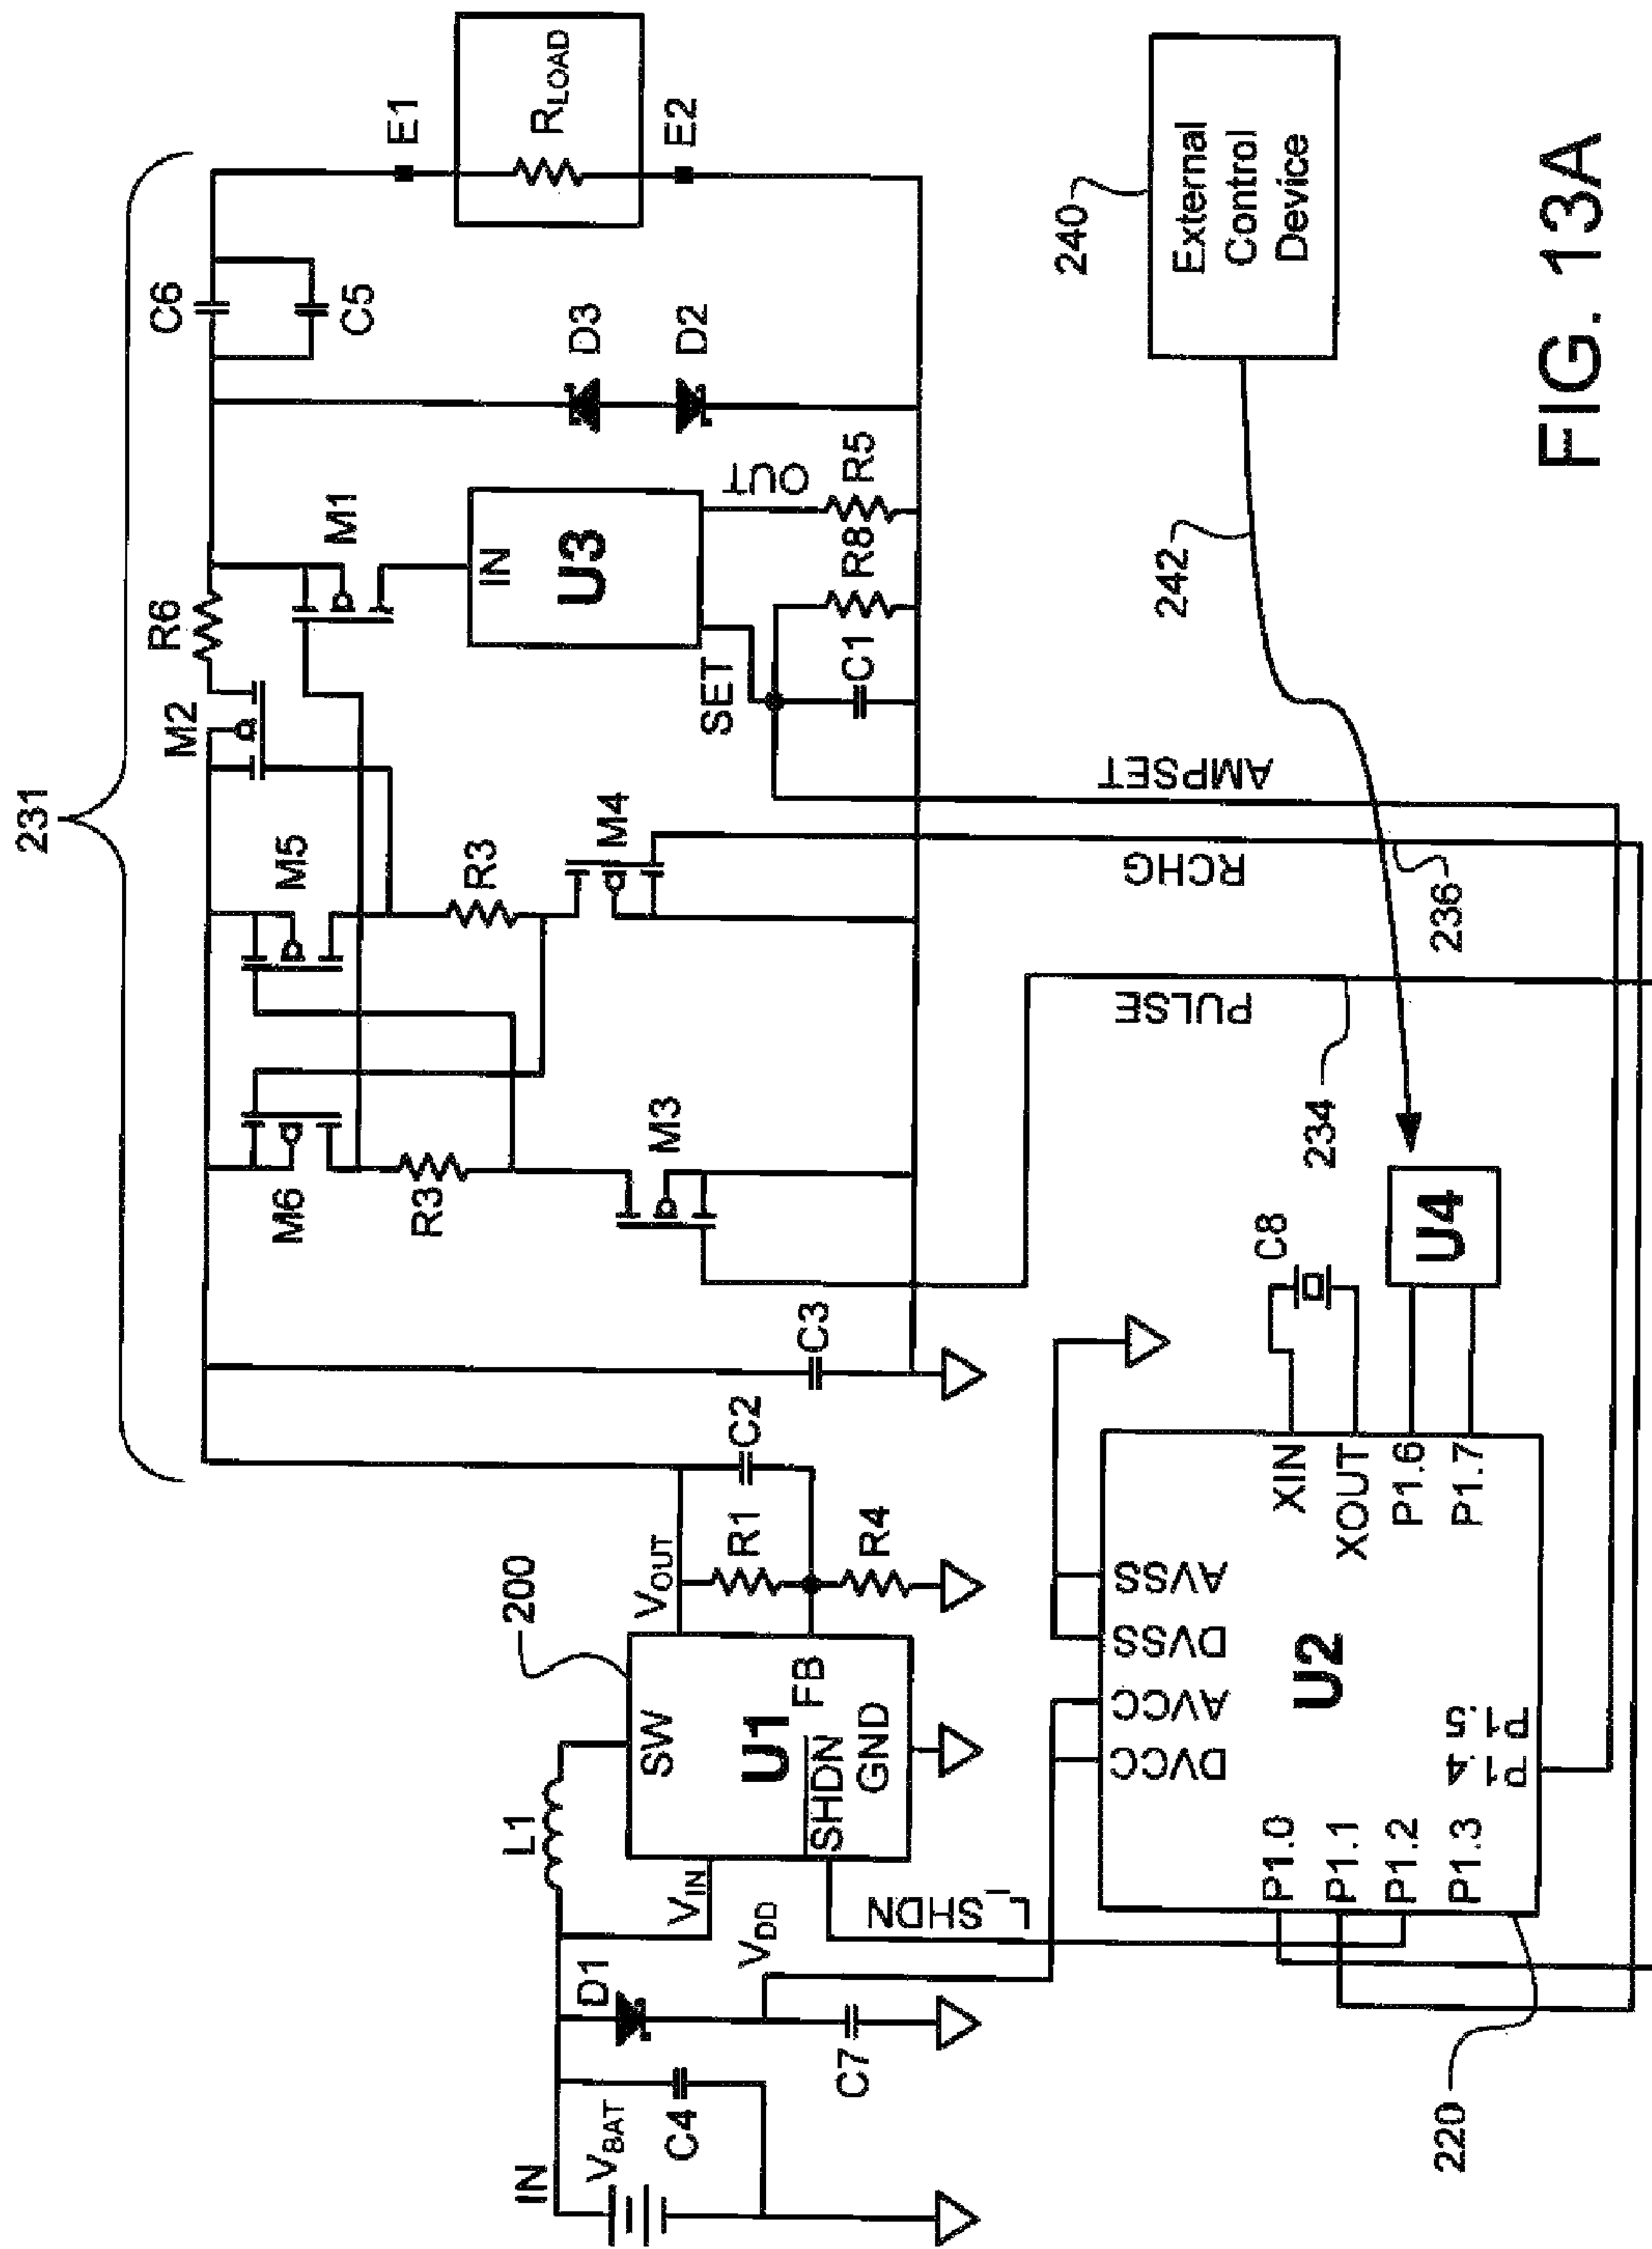 231
C6
C5
E1
R_LOAD
E2
R6
M2
M1
D3
D2
M5
M6
R3
R3
M4
M3
IN
U3
SET
OUT
R8
R5
C1
C3
C2
200
V_OUT
R1
R4
SW
U1
FB
SHDN
GND
L1
V_IN
D1
V_DD
L_SHDN
IN
V_BAT
C4
C7
AMPSET
RCHG
PULSE
236
234
242
240
External
Control
Device
DVCC
AVCC
DVSS
AVSS
U2
XIN
XOUT
P1.6
P1.7
C8
U4
P1.0
P1.1
P1.2
P1.3
P1.4
P1.5
220
FIG. 13A